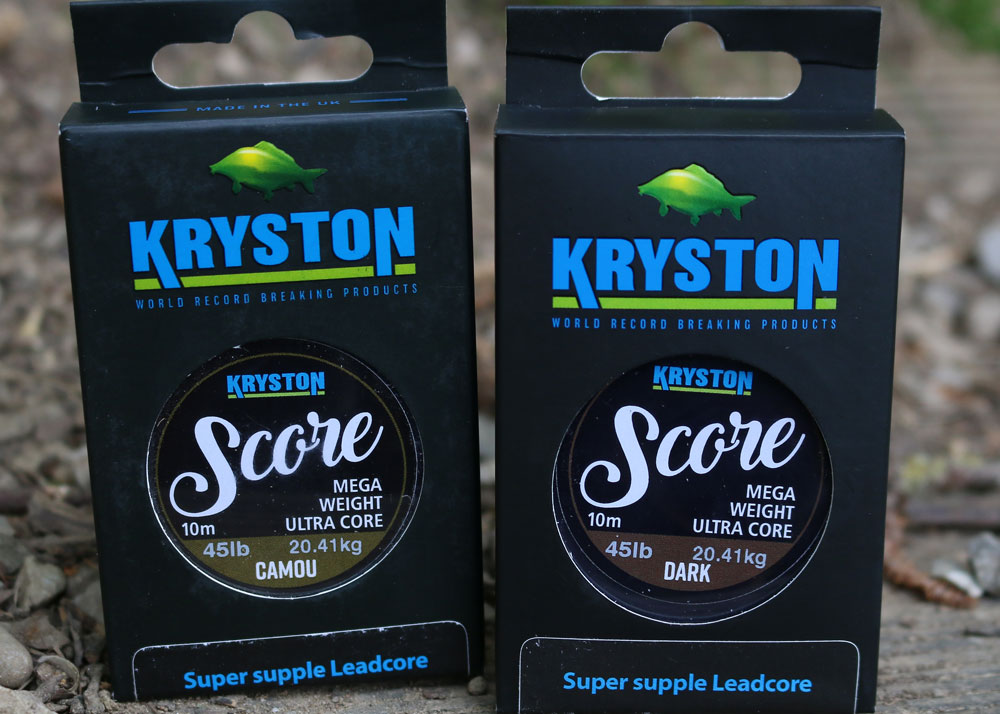 MADE IN THE UK
KRYSTON
WORLD RECORD BREAKING PRODUCTS
KRYSTON
Score
MEGA
WEIGHT
10m ULTRA CORE
45lb 20.41kg
CAMOU
Super supple Leadcore
KRYSTON
WORLD RECORD BREAKING PRODUCTS
KRYSTON
Score
MEGA
WEIGHT
10m ULTRA CORE
45lb 20.41kg
DARK
Super supple Leadcore